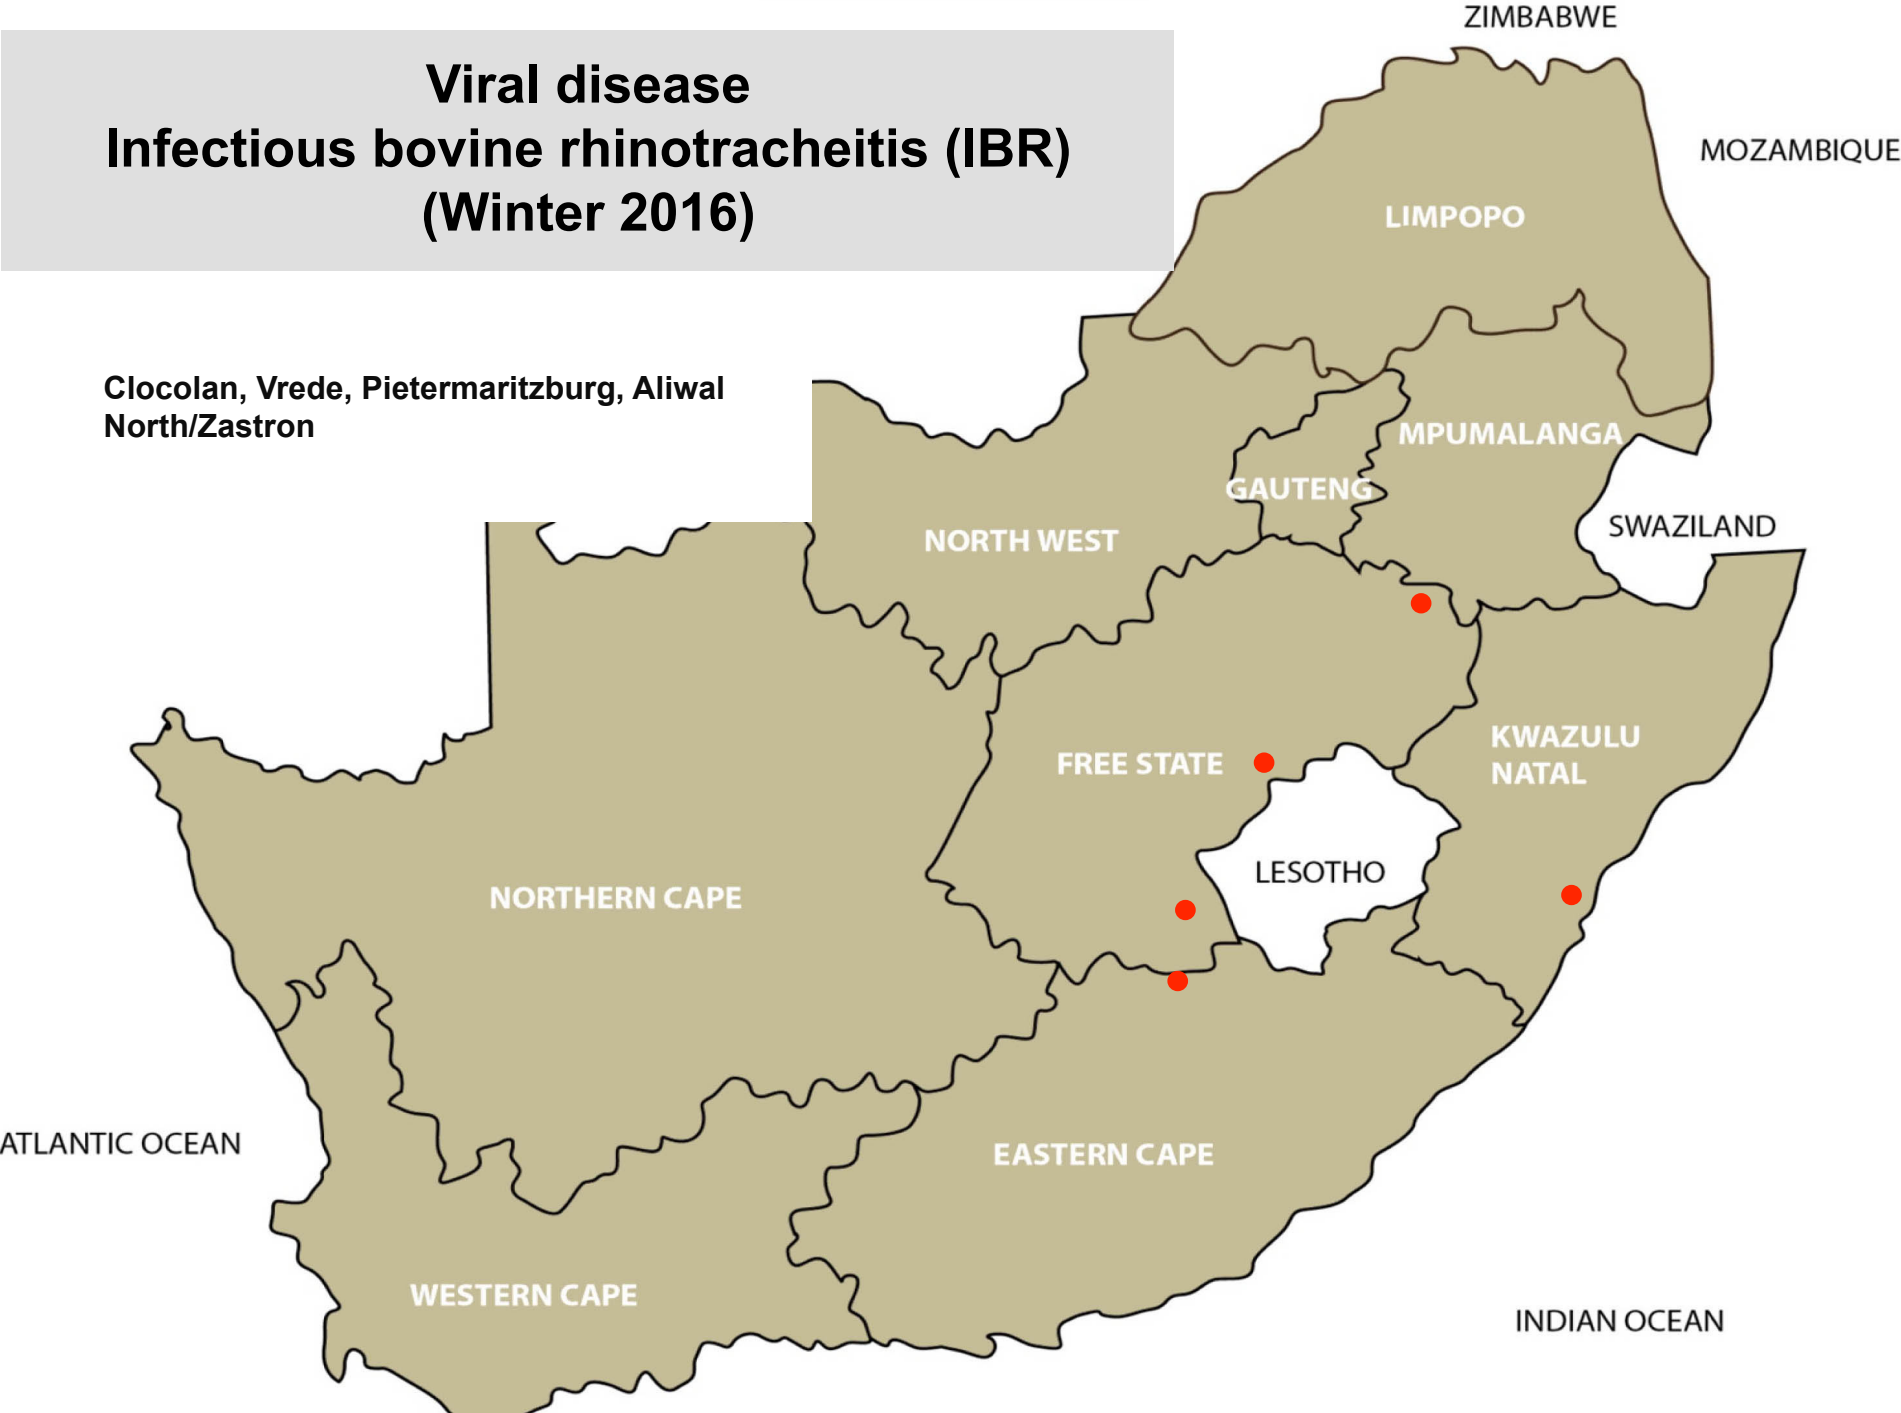 ZIMBABWE
Viral disease
Infectious bovine rhinotracheitis (IBR)
(Winter 2016)
MOZAMBIQUE
LIMPOPO
Clocolan, Vrede, Pietermaritzburg, Aliwal
North/Zastron
MPUMALANGA
GAUTENG
SWAZILAND
NORTH WEST
KWAZULU
NATAL
FREE STATE
LESOTHO
NORTHERN CAPE
ATLANTIC OCEAN
EASTERN CAPE
WESTERN CAPE
INDIAN OCEAN